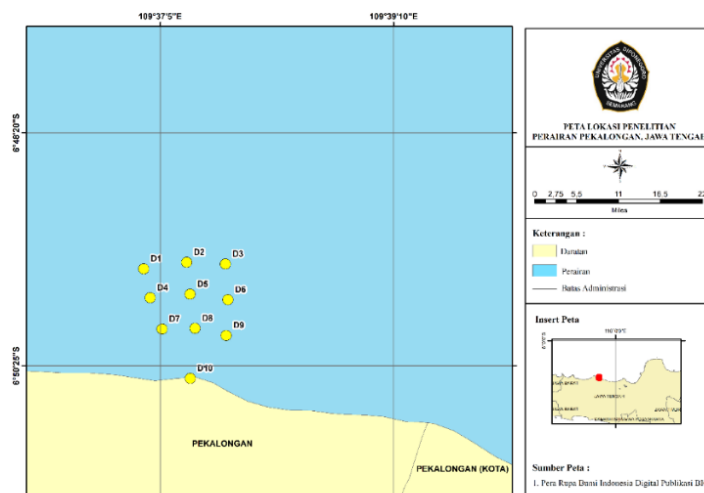 109°37'5"E
109°39'10"E
6°48'20"S
6°50'25"S
D1
D2
D3
D4
D5
D6
D7
D8
D9
D10
PEKALONGAN
PEKALONGAN (KOTA)
UNIVERSITAS DIPONEGORO
SEMARANG
PETA LOKASI PENELITIAN
PERAIRAN PEKALONGAN, JAWA TENGAH
0 2,75 5,5 11 16,5 22
Miles
Keterangan :
Daratan
Perairan
Batas Administrasi
Insert Peta
Sumber Peta :
1. Peta Rupa Bumi Indonesia Digital Publikasi